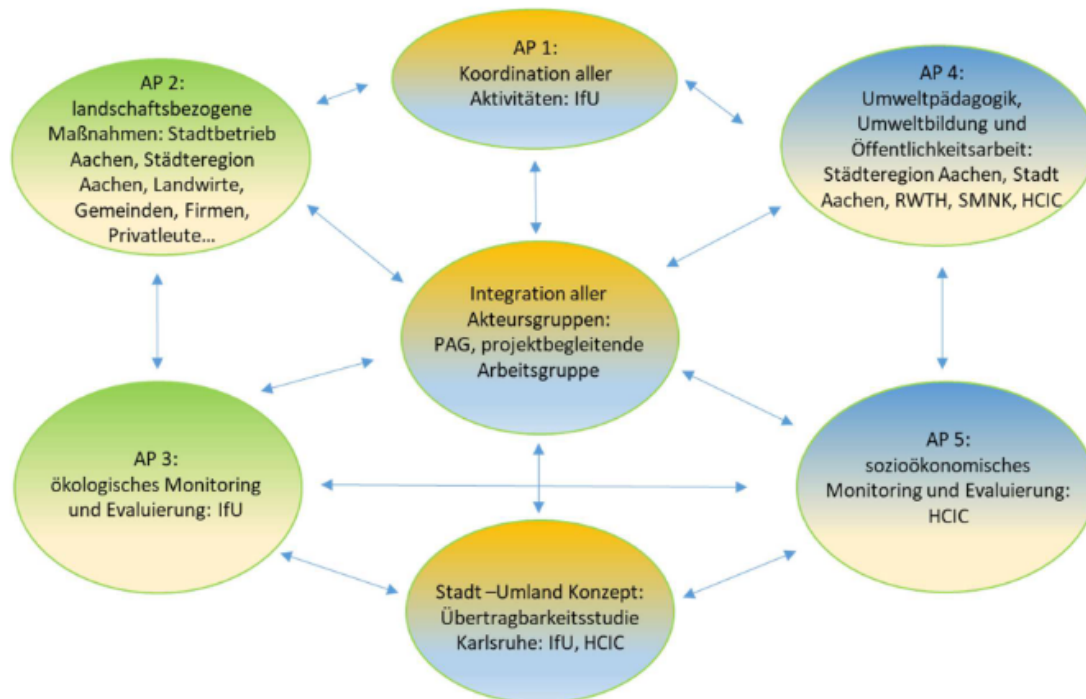 AP 1:
Koordination aller
Aktivitäten: IfU
AP 2:
landschaftsbezogene
Maßnahmen: Stadtbetrieb
Aachen, Städteregion
Aachen, Landwirte,
Gemeinden, Firmen,
Privatleute...
AP 4:
Umweltpädagogik,
Umweltbildung und
Öffentlichkeitsarbeit:
Städteregion Aachen, Stadt
Aachen, RWTH, SMNK, HCIC
Integration aller
Akteursgruppen:
PAG, projektbegleitende
Arbeitsgruppe
AP 3:
ökologisches Monitoring
und Evaluierung: IfU
AP 5:
sozioökonomisches
Monitoring und Evaluierung:
HCIC
Stadt –Umland Konzept:
Übertragbarkeitsstudie
Karlsruhe: IfU, HCIC